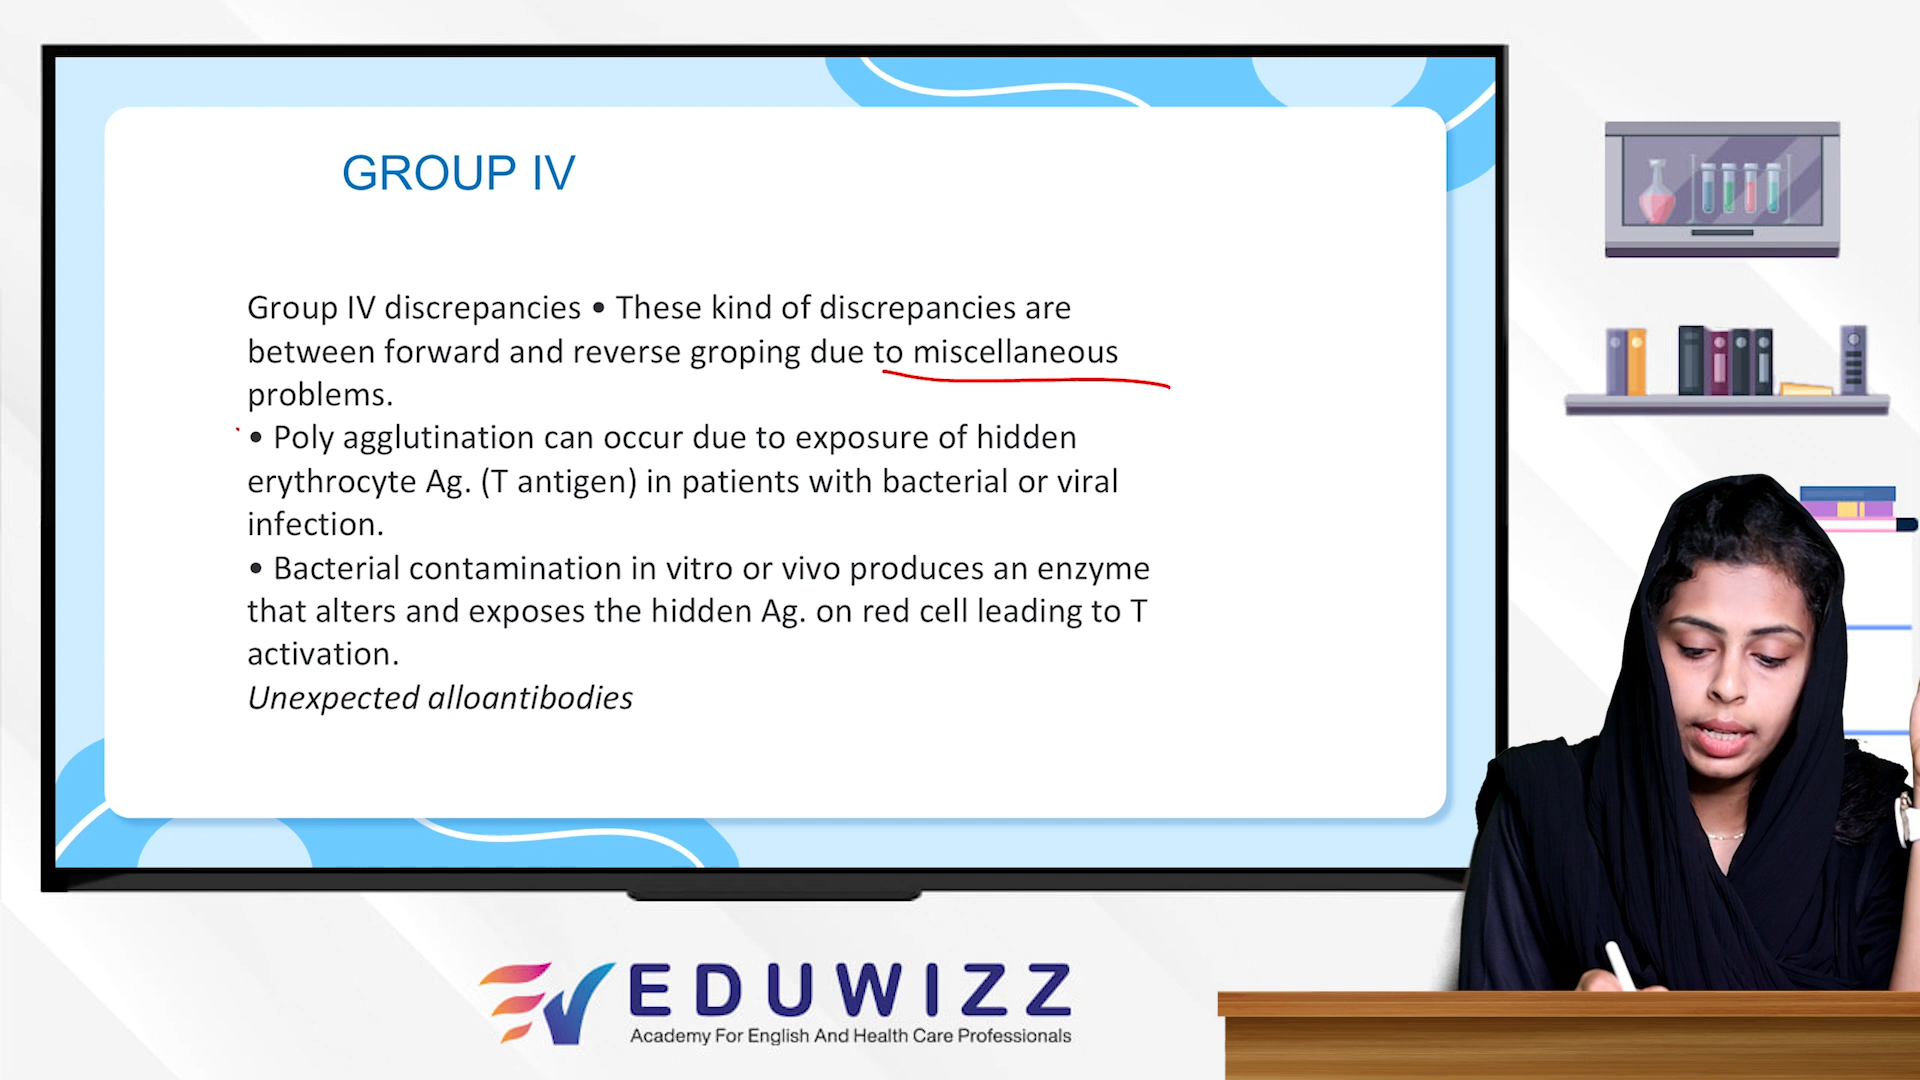 GROUP IV
Group IV discrepancies • These kind of discrepancies are
between forward and reverse groping due to miscellaneous
problems.
• Poly agglutination can occur due to exposure of hidden
erythrocyte Ag. (T antigen) in patients with bacterial or viral
infection.
• Bacterial contamination in vitro or vivo produces an enzyme
that alters and exposes the hidden Ag. on red cell leading to T
activation.
Unexpected alloantibodies
EDUWIZZ
Academy For English And Health Care Professionals